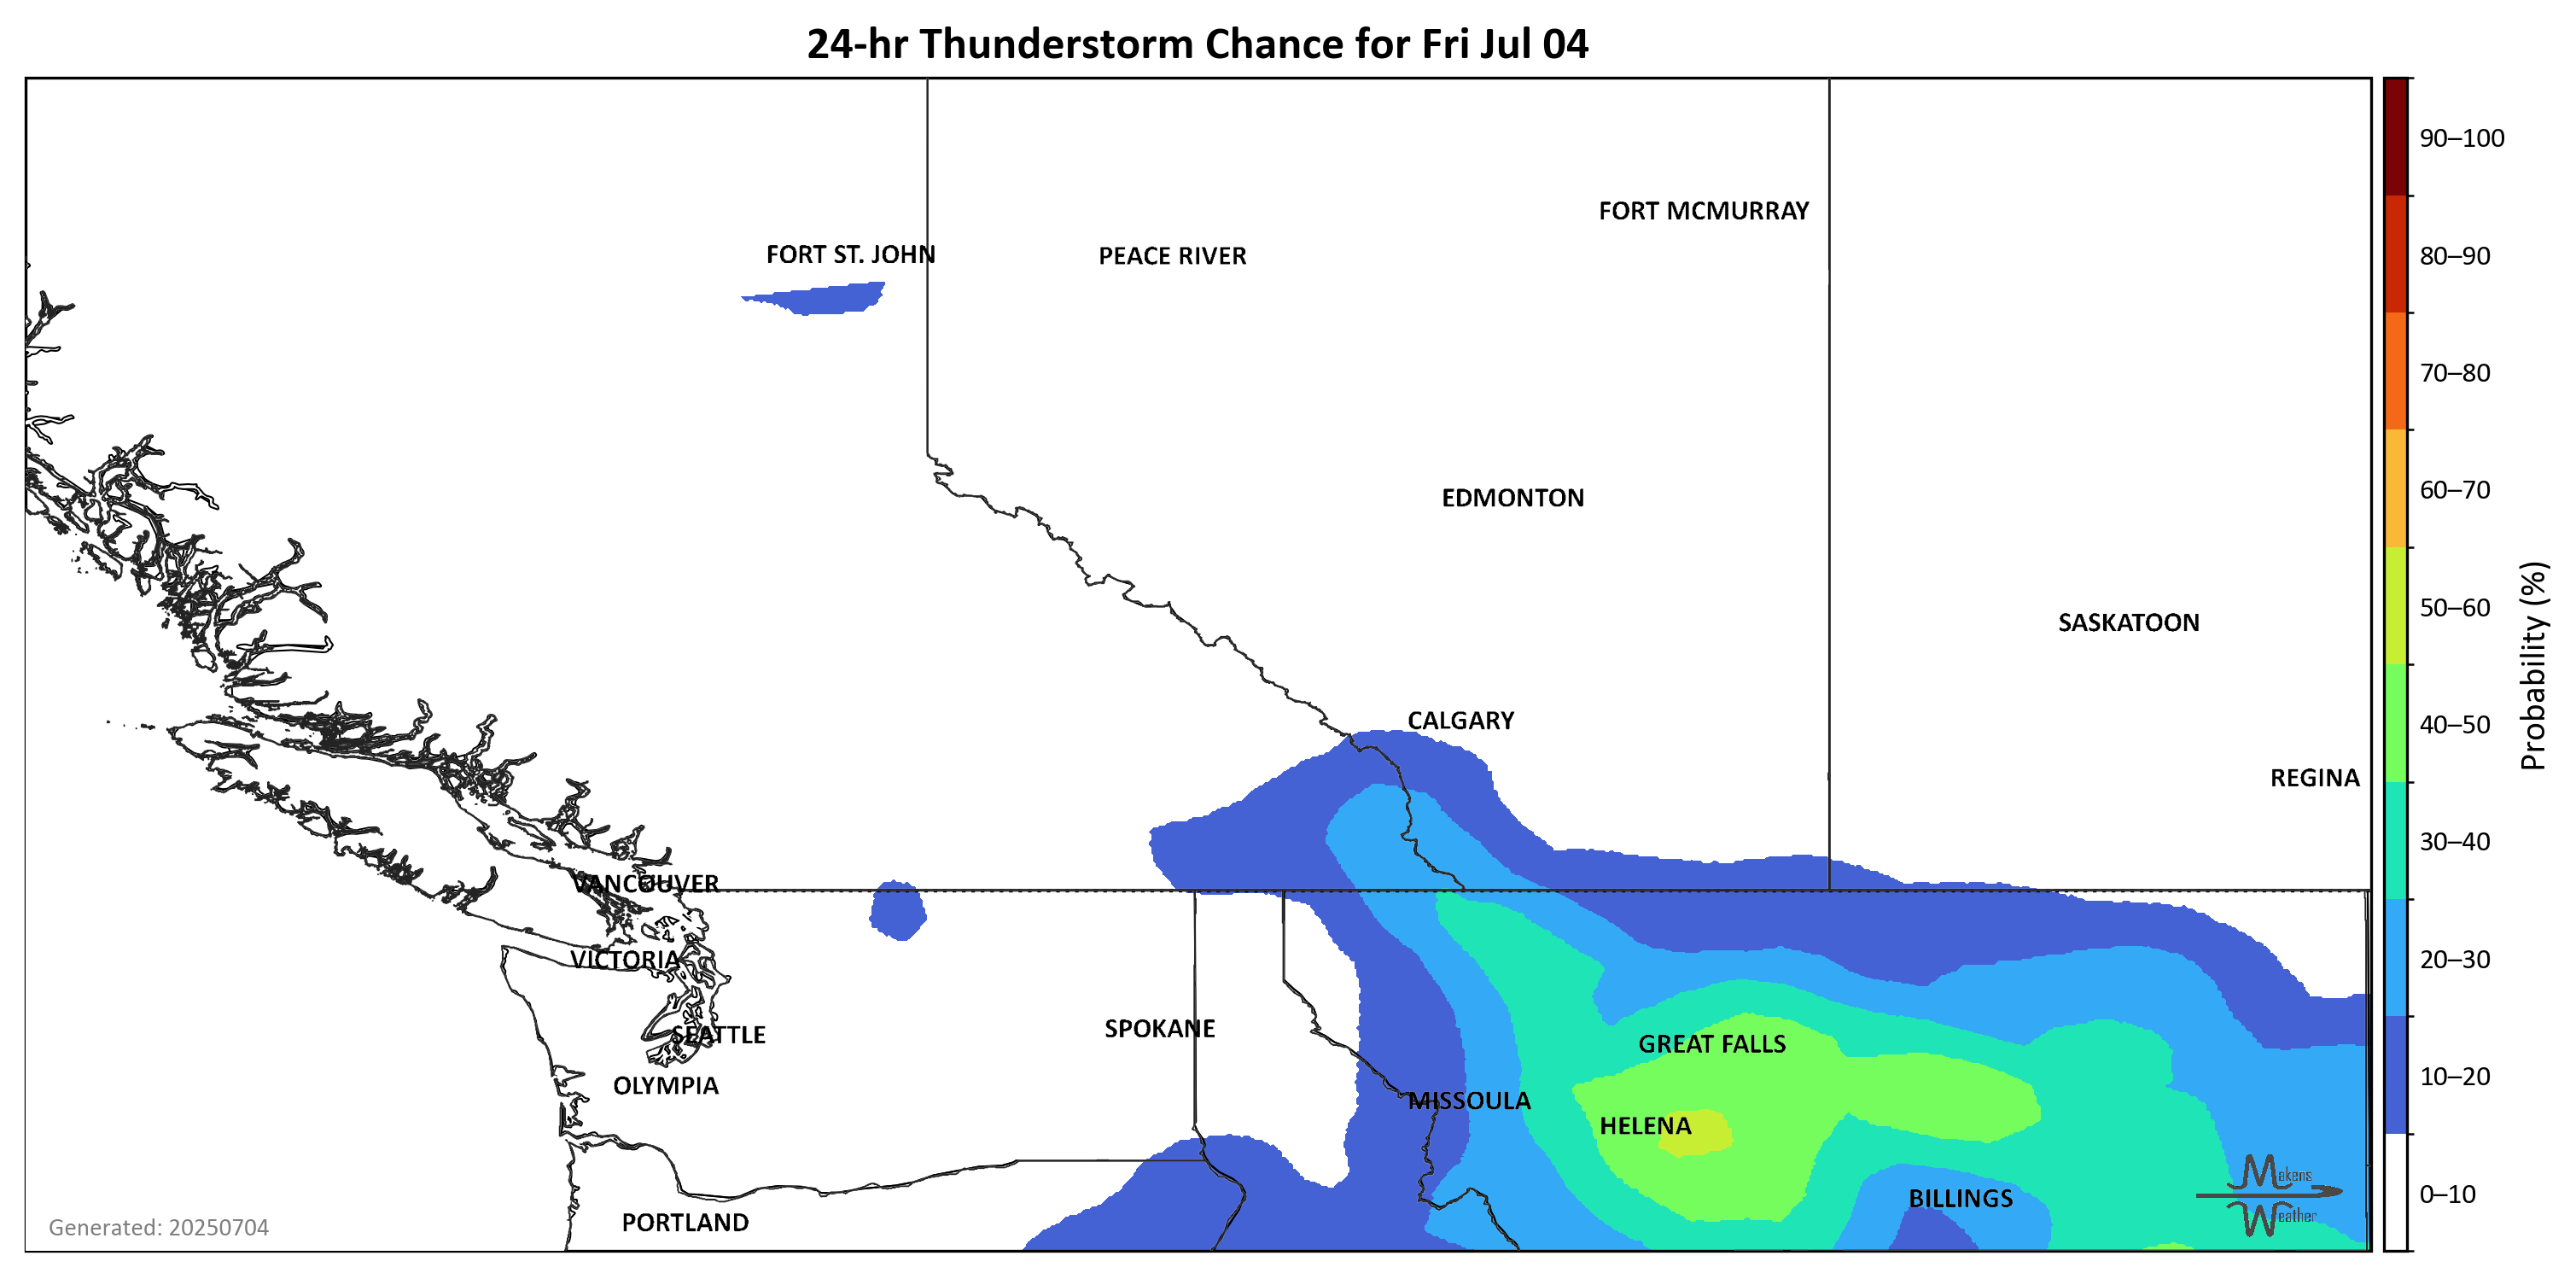 24-hr Thunderstorm Chance for Fri Jul 04
FORT MCMURRAY
FORT ST. JOHN
PEACE RIVER
EDMONTON
SASKATOON
CALGARY
REGINA
VANCOUVER
VICTORIA
SEATTLE
SPOKANE
GREAT FALLS
OLYMPIA
MISSOULA
HELENA
BILLINGS
PORTLAND
Makens
Weather
Generated: 20250704
90–100
80–90
70–80
60–70
50–60
40–50
30–40
20–30
10–20
0–10
Probability (%)